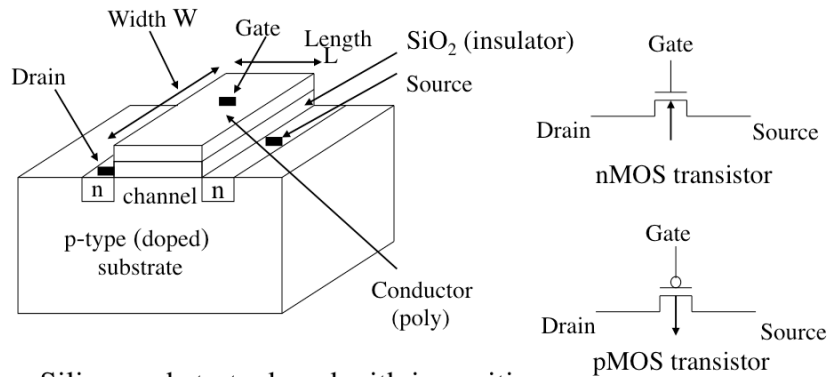 Width W
Gate
Length
L
SiO₂ (insulator)
Drain
Source
n
channel
n
p-type (doped)
substrate
Conductor
(poly)
Gate
Drain
Source
nMOS transistor
Gate
Drain
Source
pMOS transistor